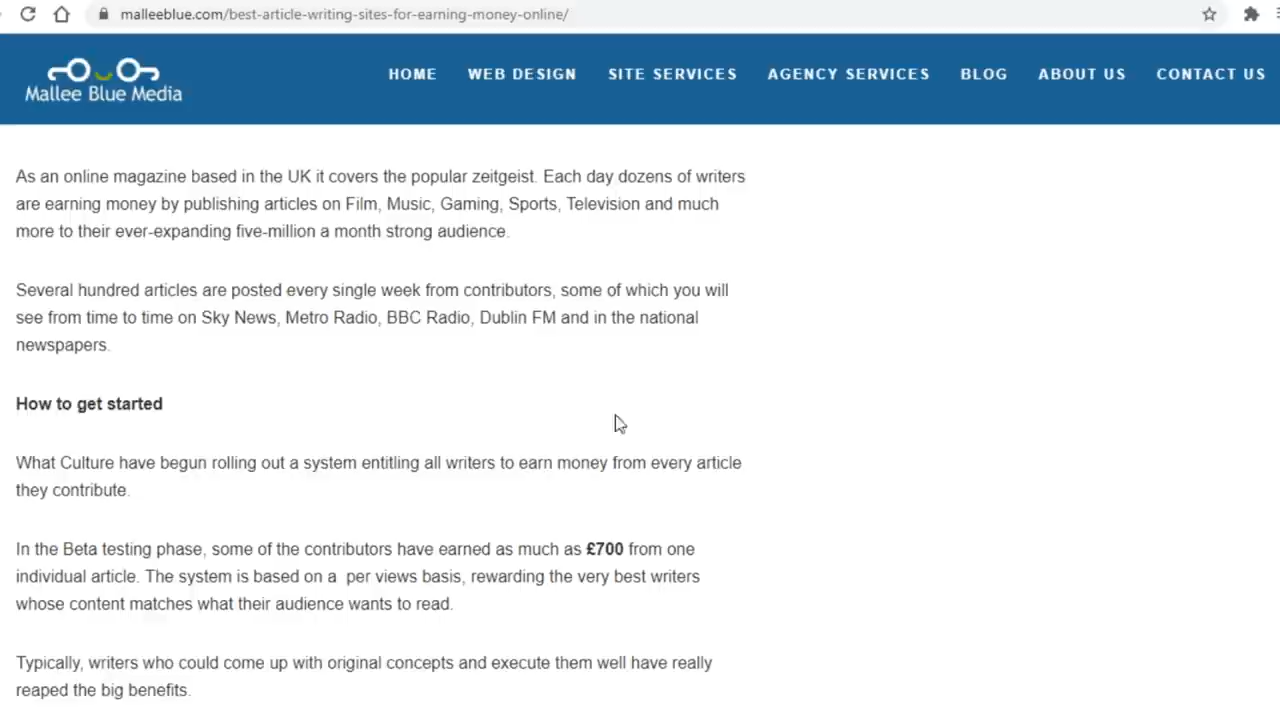 malleeblue.com/best-article-writing-sites-for-earning-money-online/
Mallee Blue Media
HOME WEB DESIGN SITE SERVICES AGENCY SERVICES BLOG ABOUT US CONTACT US
As an online magazine based in the UK it covers the popular zeitgeist. Each day dozens of writers
are earning money by publishing articles on Film, Music, Gaming, Sports, Television and much
more to their ever-expanding five-million a month strong audience.
Several hundred articles are posted every single week from contributors, some of which you will
see from time to time on Sky News, Metro Radio, BBC Radio, Dublin FM and in the national
newspapers.
How to get started
What Culture have begun rolling out a system entitling all writers to earn money from every article
they contribute.
In the Beta testing phase, some of the contributors have earned as much as £700 from one
individual article. The system is based on a  per views basis, rewarding the very best writers
whose content matches what their audience wants to read.
Typically, writers who could come up with original concepts and execute them well have really
reaped the big benefits.